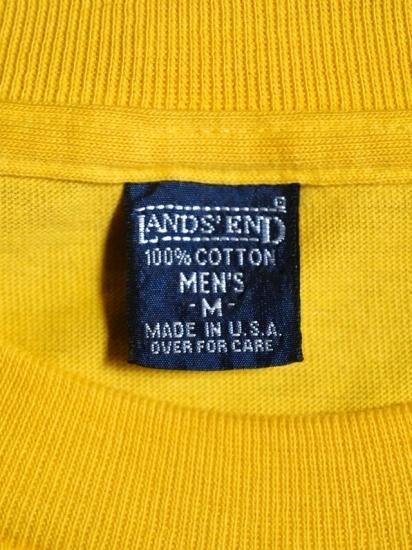 LANDS' END ®
100% COTTON
MEN'S
- M -
MADE IN U.S.A.
OVER FOR CARE